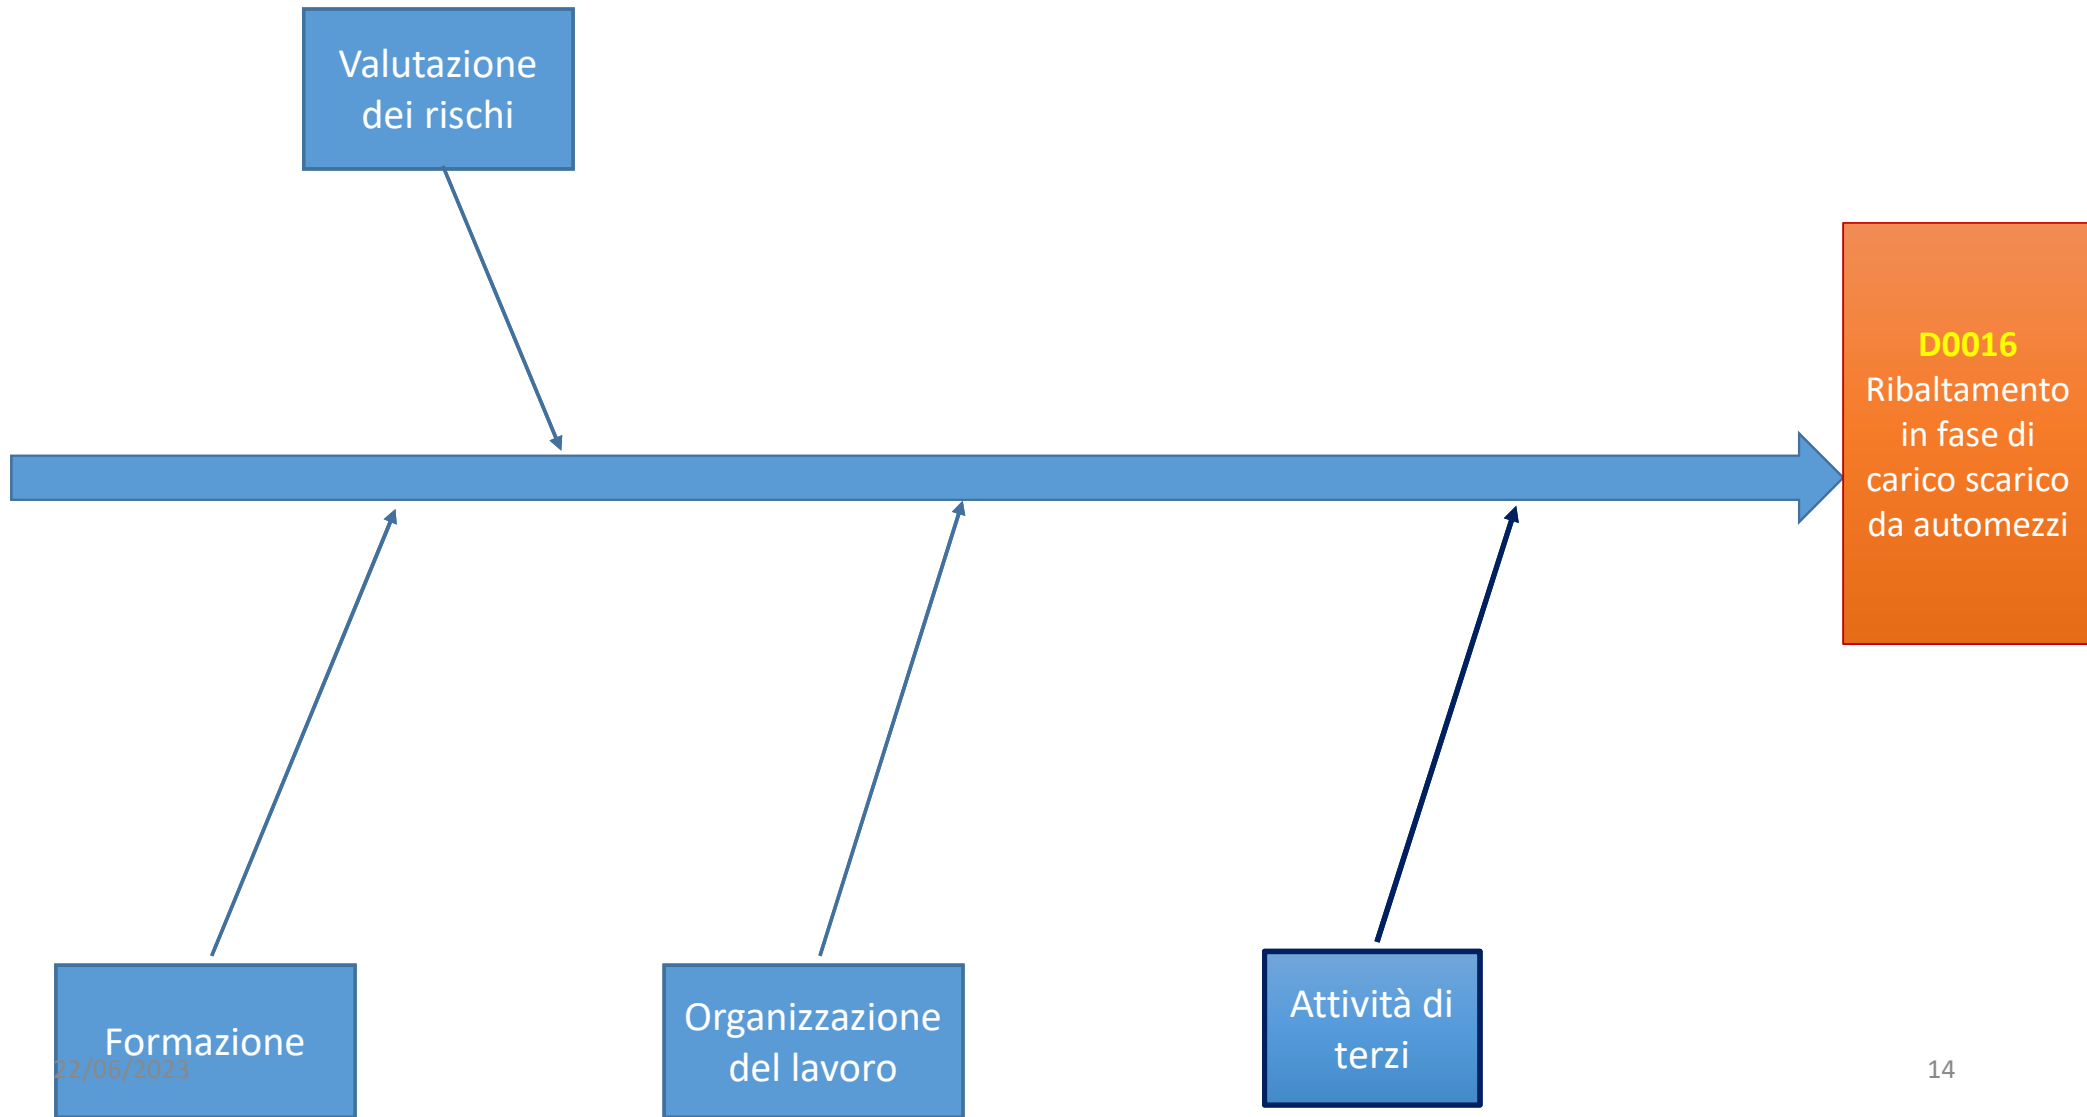 Valutazione
dei rischi
D0016
Ribaltamento
in fase di
carico scarico
da automezzi
Formazione
Organizzazione
del lavoro
Attività di
terzi
22/06/2023
14